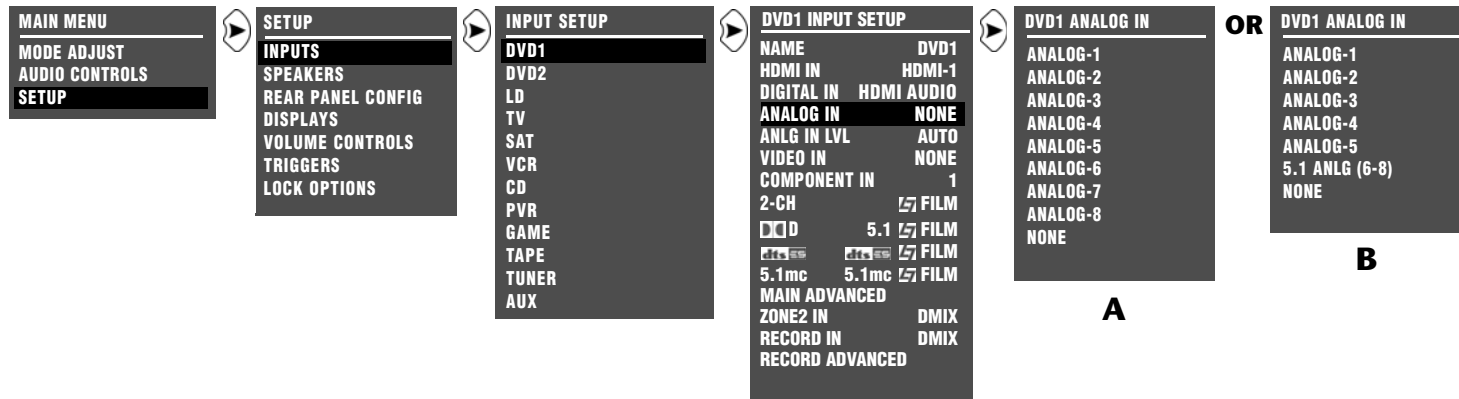 MAIN MENU
MODE ADJUST
AUDIO CONTROLS
SETUP
SETUP
INPUTS
SPEAKERS
REAR PANEL CONFIG
DISPLAYS
VOLUME CONTROLS
TRIGGERS
LOCK OPTIONS
INPUT SETUP
DVD1
DVD2
LD
TV
SAT
VCR
CD
PVR
GAME
TAPE
TUNER
AUX
DVD1 INPUT SETUP
NAME DVD1
HDMI IN HDMI-1
DIGITAL IN HDMI AUDIO
ANALOG IN NONE
ANLG IN LVL AUTO
VIDEO IN NONE
COMPONENT IN 1
2-CH FILM
D 5.1 FILM
dts ES dts ES FILM
5.1mc 5.1mc FILM
MAIN ADVANCED
ZONE2 IN DMIX
RECORD IN DMIX
RECORD ADVANCED
DVD1 ANALOG IN
ANALOG-1
ANALOG-2
ANALOG-3
ANALOG-4
ANALOG-5
ANALOG-6
ANALOG-7
ANALOG-8
NONE
A
OR
DVD1 ANALOG IN
ANALOG-1
ANALOG-2
ANALOG-3
ANALOG-4
ANALOG-5
5.1 ANLG (6-8)
NONE
B